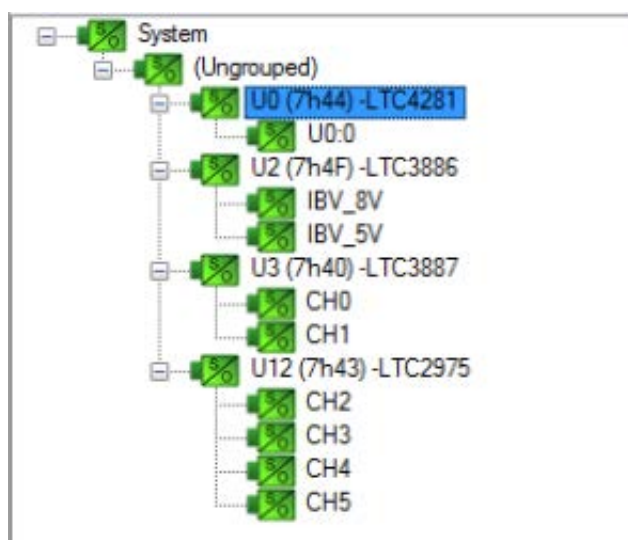 System
(Ungrouped)
U0 (7h44) -LTC4281
U0:0
U2 (7h4F) -LTC3886
IBV_8V
IBV_5V
U3 (7h40) -LTC3887
CH0
CH1
U12 (7h43) -LTC2975
CH2
CH3
CH4
CH5